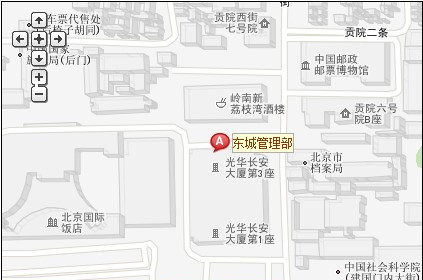 车票代售处
椅子胡同)
贡院西街
七号院
街
贡院二条
国家
局(后门)
中国邮政
邮票博物馆
岭南新
荔枝湾酒楼
贡院六号
院B座
A
东城管理部
光华长安
大厦第3座
北京市
档案局
北京国际
饭店
光华长安
大厦第1座
中国社会科学院
(建国门内大街)